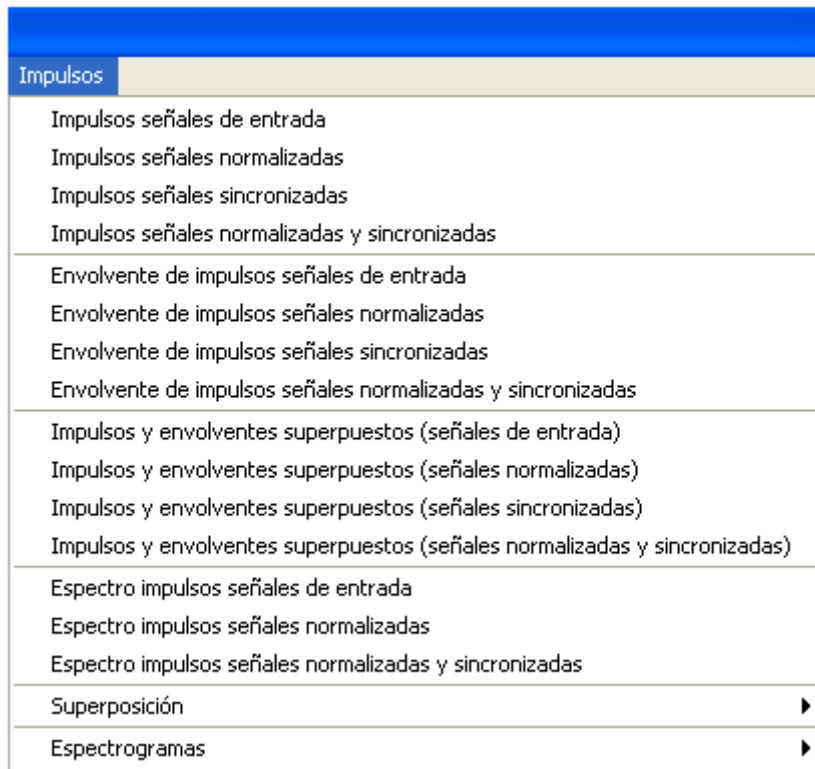 Impulsos
Impulsos señales de entrada
Impulsos señales normalizadas
Impulsos señales sincronizadas
Impulsos señales normalizadas y sincronizadas
Envolvente de impulsos señales de entrada
Envolvente de impulsos señales normalizadas
Envolvente de impulsos señales sincronizadas
Envolvente de impulsos señales normalizadas y sincronizadas
Impulsos y envolventes superpuestos (señales de entrada)
Impulsos y envolventes superpuestos (señales normalizadas)
Impulsos y envolventes superpuestos (señales sincronizadas)
Impulsos y envolventes superpuestos (señales normalizadas y sincronizadas)
Espectro impulsos señales de entrada
Espectro impulsos señales normalizadas
Espectro impulsos señales normalizadas y sincronizadas
Superposición
Espectrogramas